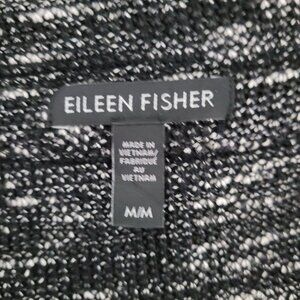 EILEEN FISHER
MADE IN
VIETNAM/
FABRIQUÉ
AU
VIETNAM
M/M